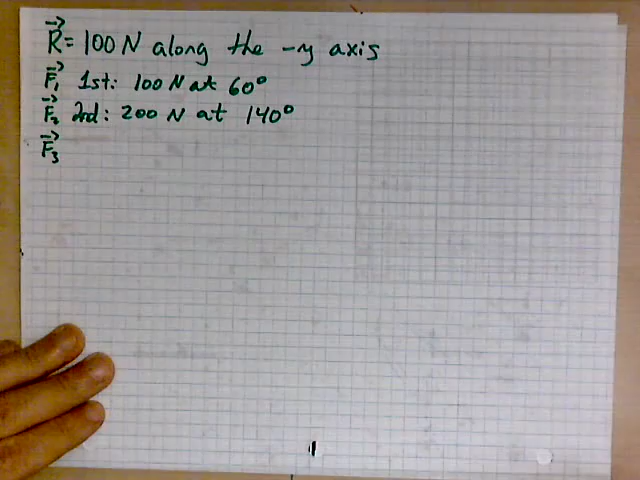 R⃗ = 100 N along the -y axis
F⃗₁ 1st: 100 N at 60°
F⃗₂ 2nd: 200 N at 140°
F⃗₃